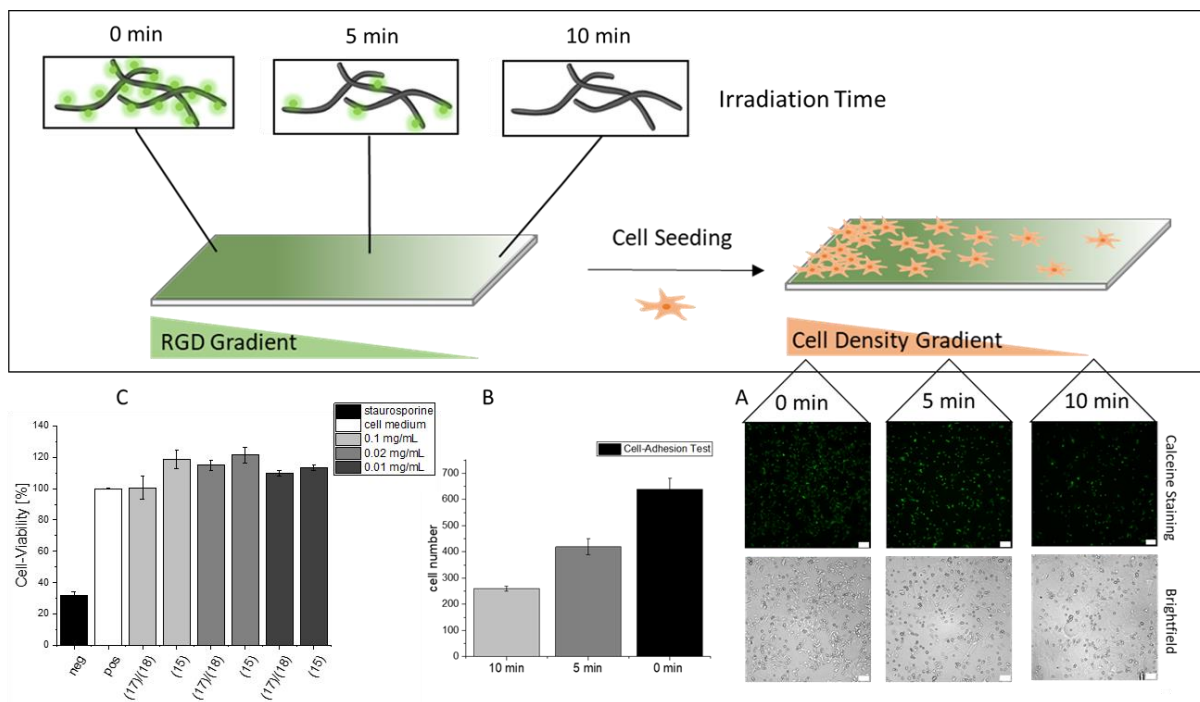 0 min
5 min
10 min
Irradiation Time
Cell Seeding
RGD Gradient
Cell Density Gradient
C
staurosporine
cell medium
0.1 mg/mL
0.02 mg/mL
0.01 mg/mL
Cell-Viability [%]
140
120
100
80
60
40
20
0
neg
pos
(17)/(18)
(15)
(17)/(18)
(15)
(17)/(18)
(15)
B
Cell-Adhesion Test
cell number
700
600
500
400
300
200
100
0
10 min
5 min
0 min
A
0 min
5 min
10 min
Calceine Staining
Brightfield